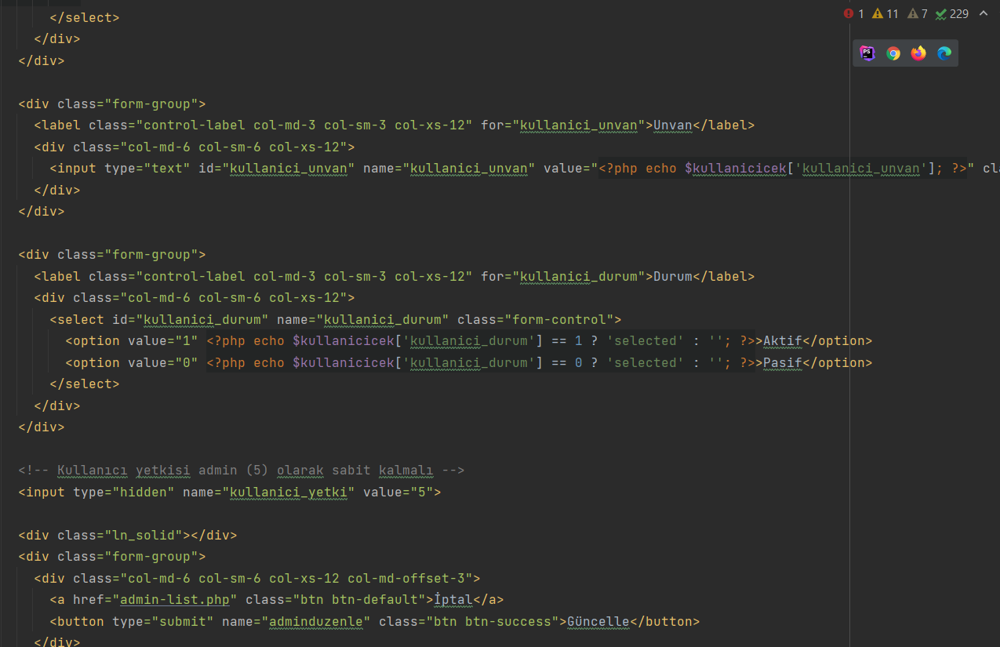 </select>
1 11 7 229
</div>
</div>
PS
<div class="form-group">
<label class="control-label col-md-3 col-sm-3 col-xs-12" for="kullanici_unvan">Unvan</label>
<div class="col-md-6 col-sm-6 col-xs-12">
<input type="text" id="kullanici_unvan" name="kullanici_unvan" value="<?php echo $kullanicicek['kullanici_unvan']; ?>" cla
</div>
</div>
<div class="form-group">
<label class="control-label col-md-3 col-sm-3 col-xs-12" for="kullanici_durum">Durum</label>
<div class="col-md-6 col-sm-6 col-xs-12">
<select id="kullanici_durum" name="kullanici_durum" class="form-control">
<option value="1" <?php echo $kullanicicek['kullanici_durum'] == 1 ? 'selected' : ''; ?>>Aktif</option>
<option value="0" <?php echo $kullanicicek['kullanici_durum'] == 0 ? 'selected' : ''; ?>>Pasif</option>
</select>
</div>
</div>
<!-- Kullanıcı yetkisi admin (5) olarak sabit kalmalı -->
<input type="hidden" name="kullanici_yetki" value="5">
<div class="ln_solid"></div>
<div class="form-group">
<div class="col-md-6 col-sm-6 col-xs-12 col-md-offset-3">
<a href="admin-list.php" class="btn btn-default">İptal</a>
<button type="submit" name="adminduzenle" class="btn btn-success">Güncelle</button>
</div>